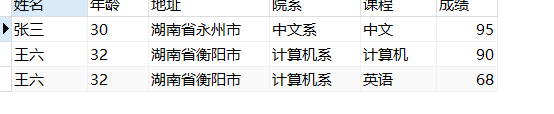 姓名 年龄 地址 院系 课程 成绩
张三 30 湖南省永州市 中文系 中文 95
王六 32 湖南省衡阳市 计算机系 计算机 90
王六 32 湖南省衡阳市 计算机系 英语 68